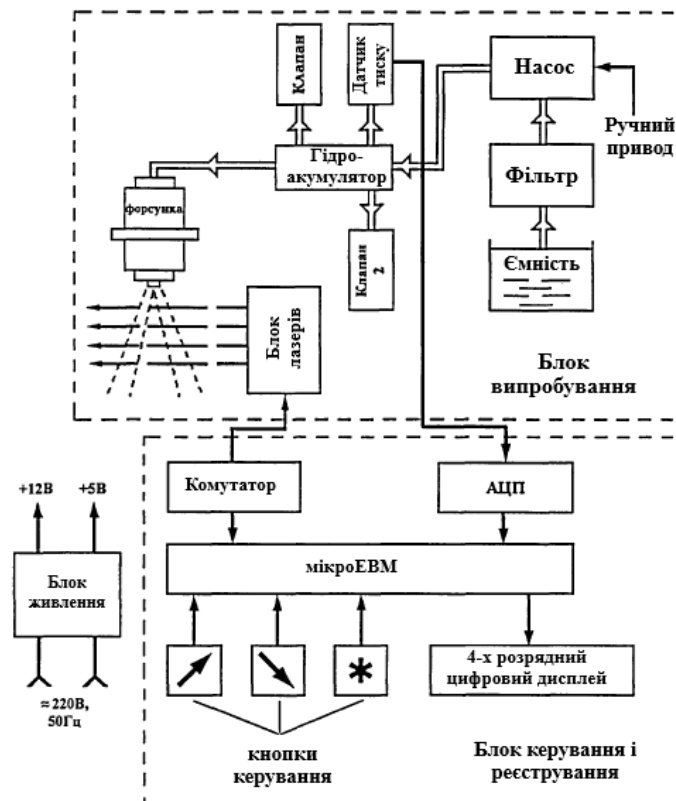 Клапан
Датчик
тиску
Насос
Ручний
привод
Гідро-
акумулятор
Фільтр
форсунка
Клапан
2
Ємність
Блок
лазерів
Блок
випробування
Комутатор
АЦП
+12В
+5В
мікроЕВМ
Блок
живлення
4-х розрядний
цифровий дисплей
≈220В,
50Гц
кнопки
керування
Блок керування і
реєстрування